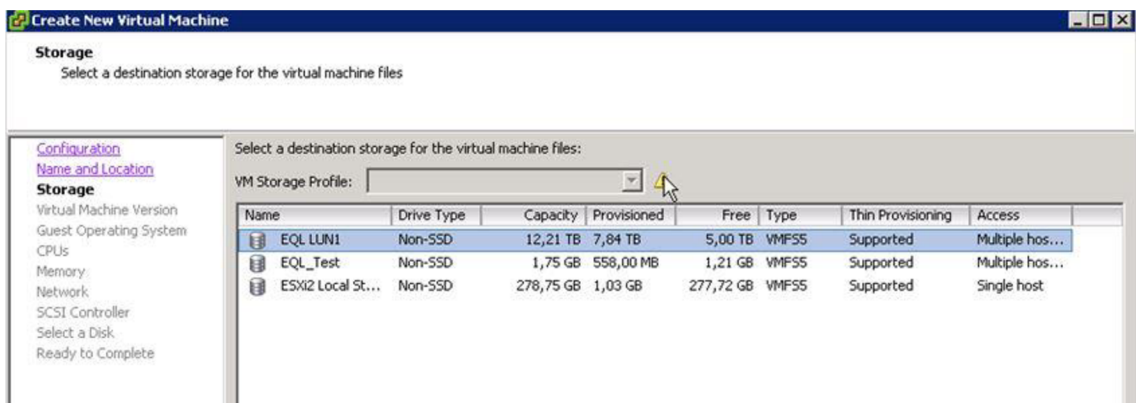 Create New Virtual Machine
Storage
Select a destination storage for the virtual machine files
Configuration
Name and Location
Storage
Virtual Machine Version
Guest Operating System
CPUs
Memory
Network
SCSI Controller
Select a Disk
Ready to Complete
Select a destination storage for the virtual machine files:
VM Storage Profile:
Name Drive Type Capacity Provisioned Free Type Thin Provisioning Access
EQL LUN1 Non-SSD 12,21 TB 7,84 TB 5,00 TB VMFS5 Supported Multiple hos...
EQL_Test Non-SSD 1,75 GB 558,00 MB 1,21 GB VMFS5 Supported Multiple hos...
ESXi2 Local St... Non-SSD 278,75 GB 1,03 GB 277,72 GB VMFS5 Supported Single host